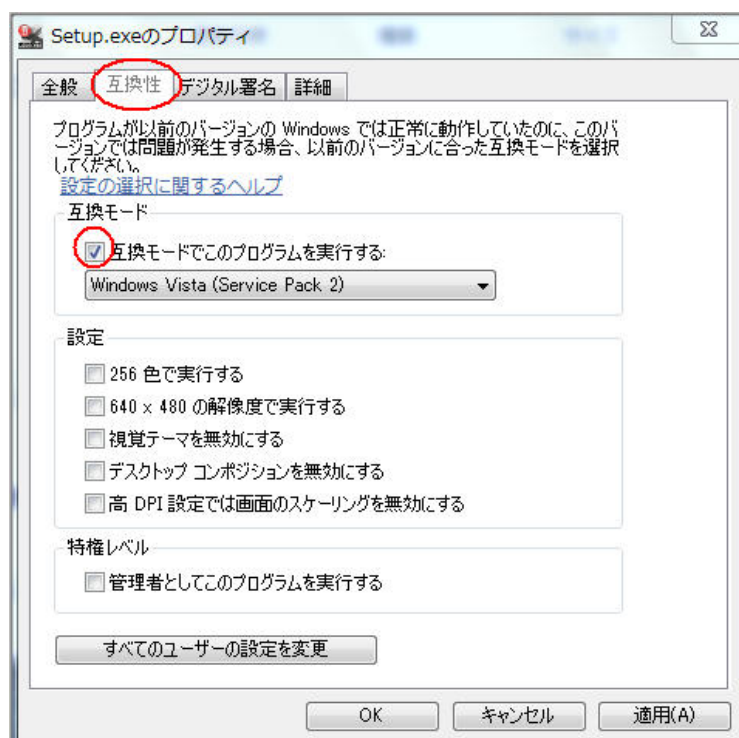 Setup.exeのプロパティ
全般 互換性 デジタル署名 詳細
プログラムが以前のバージョンの Windows では正常に動作していたのに、このバ
ージョンでは問題が発生する場合、以前のバージョンに合った互換モードを選択
してください。
設定の選択に関するヘルプ
互換モード
互換モードでこのプログラムを実行する:
Windows Vista (Service Pack 2)
設定
256 色で実行する
640 x 480 の解像度で実行する
視覚テーマを無効にする
デスクトップ コンポジションを無効にする
高 DPI 設定では画面のスケーリングを無効にする
特権レベル
管理者としてこのプログラムを実行する
すべてのユーザーの設定を変更
OK キャンセル 適用(A)